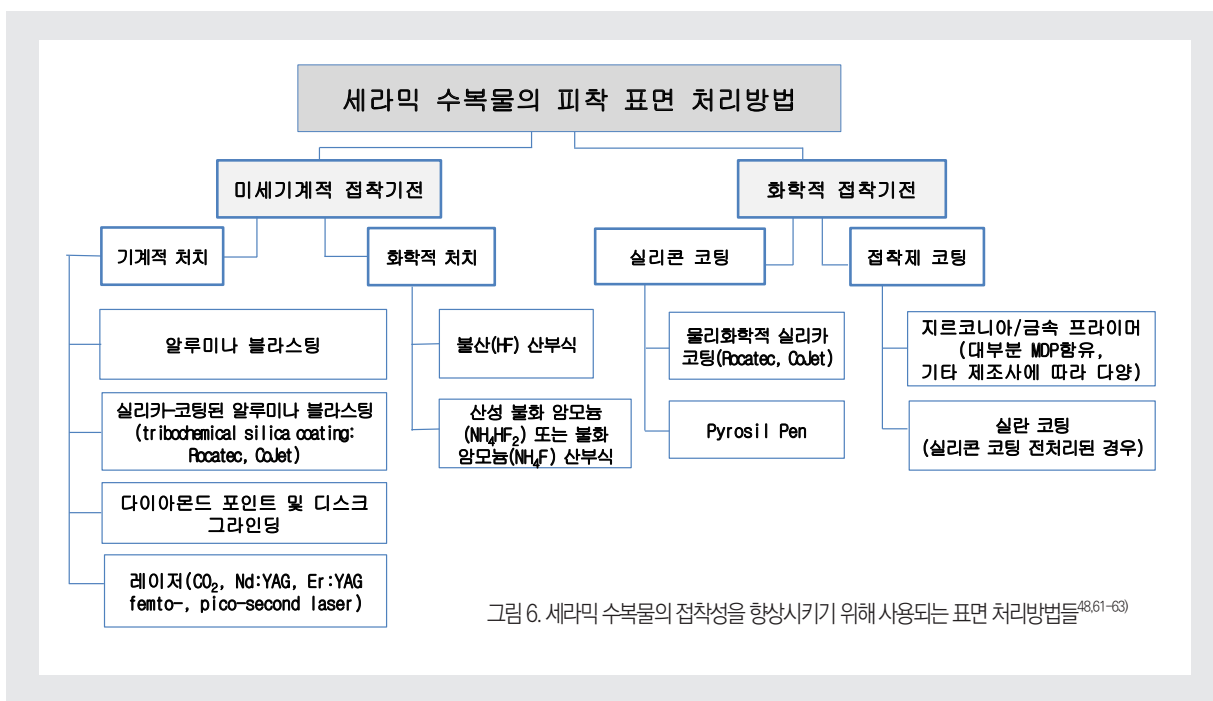 세라믹 수복물의 피착 표면 처리방법
미세기계적 접착기전
화학적 접착기전
기계적 처치
화학적 처치
실리콘 코팅
접착제 코팅
알루미나 블라스팅
실리카-코팅된 알루미나 블라스팅
(tribochemical silica coating:
Rocatec, CoJet)
다이아몬드 포인트 및 디스크
그라인딩
레이저(CO₂, Nd:YAG, Er:YAG
femto-, pico-second laser)
불산(HF) 산부식
산성 불화 암모늄
(NH₄HF₂) 또는 불화
암모늄(NH₄F) 산부식
물리화학적 실리카
코팅(Rocatec, CoJet)
Pyrosil Pen
지르코니아/금속 프라이머
(대부분 MDP함유,
기타 제조사에 따라 다양)
실란 코팅
(실리콘 코팅 전처리된 경우)
그림 6. 세라믹 수복물의 접착성을 향상시키기 위해 사용되는 표면 처리방법들48,61-63)